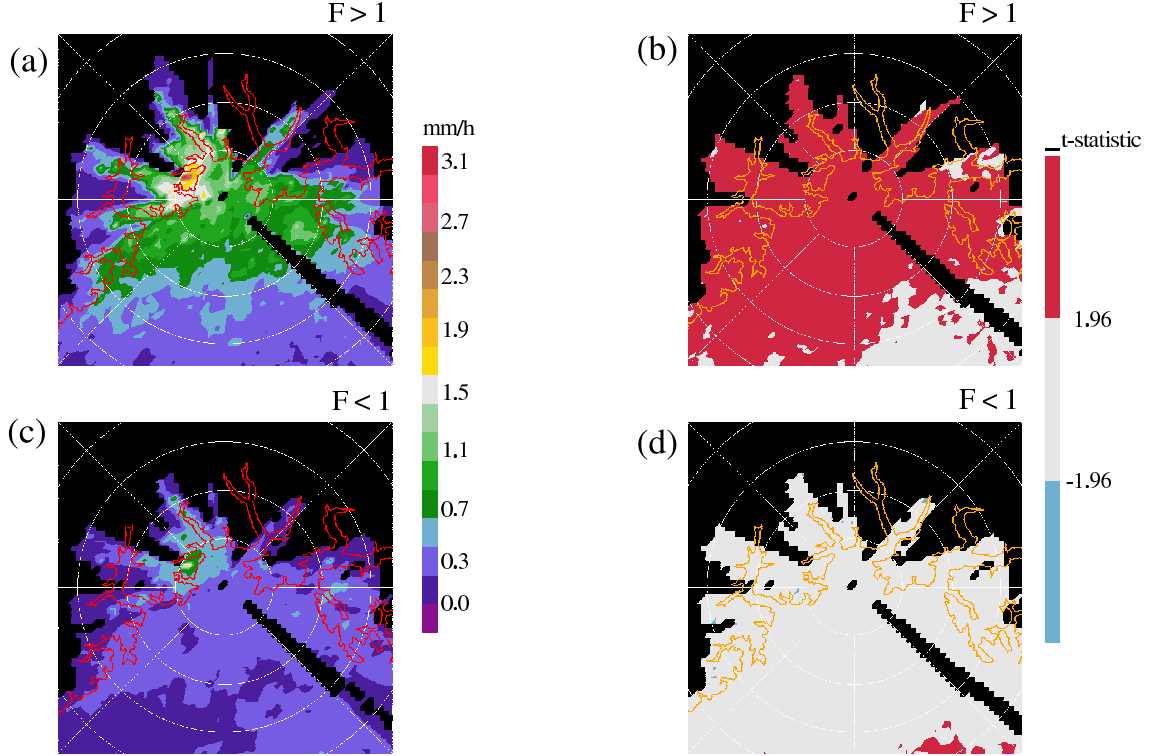 F > 1
F > 1
(a)
(b)
mm/h
3.1
2.7
2.3
1.9
1.5
1.1
0.7
0.3
0.0
t-statistic
1.96
-1.96
F < 1
F < 1
(c)
(d)